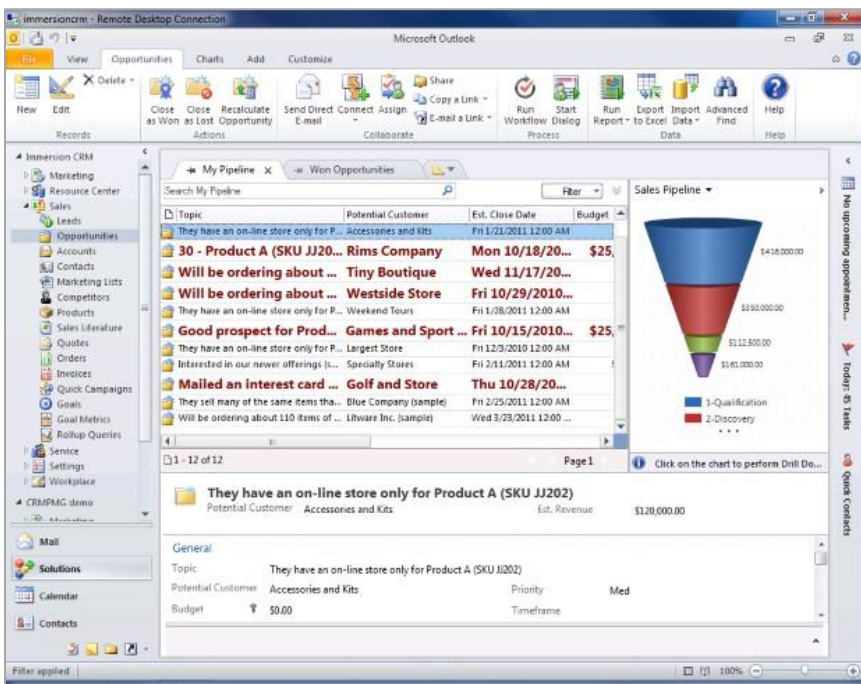 immersioncrm - Remote Desktop Connection
Microsoft Outlook
File View Opportunities Charts Add Customize
New Edit Delete
Close as Won Close as Lost Recalculate Opportunity
Send Direct E-mail Connect Assign Share Copy a Link E-mail a Link
Run Workflow Start Dialog
Run Report Export to Excel Import Data Advanced Find
Help
Records Actions Collaborate Process Data Help
Immersion CRM
Marketing
Resource Center
Sales
Leads
Opportunities
Accounts
Contacts
Marketing Lists
Competitors
Products
Sales Literature
Quotes
Orders
Invoices
Quick Campaigns
Goals
Goal Metrics
Rollup Queries
Service
Settings
Workplace
CRMPMG demo
Marketing
Mail
Solutions
Calendar
Contacts
My Pipeline x Won Opportunities
Search My Pipeline Filter
Topic Potential Customer Est. Close Date Budget
They have an on-line store only for P... Accessories and Kits Fri 1/21/2011 12:00 AM
30 - Product A (SKU JJ20... Rims Company Mon 10/18/20... $25,
Will be ordering about ... Tiny Boutique Wed 11/17/20...
Will be ordering about ... Westside Store Fri 10/29/2010...
They have an on-line store only for P... Weekend Tours Fri 1/28/2011 12:00 AM
Good prospect for Prod... Games and Sport ... Fri 10/15/2010... $25,
They have an on-line store only for P... Largest Store Fri 12/3/2010 12:00 AM
Interested in our newer offerings (s... Specialty Stores Fri 2/11/2011 12:00 AM
Mailed an interest card ... Golf and Store Thu 10/28/20...
They sell many of the same items tha... Blue Company (sample) Fri 2/25/2011 12:00 AM
Will be ordering about 110 items of ... Litware Inc. (sample) Wed 3/23/2011 12:00 ...
1 - 12 of 12 Page 1
Sales Pipeline
$416,000.00
$350,000.00
$112,500.00
$161,000.00
1-Qualification
2-Discovery
...
Click on the chart to perform Drill Do...
They have an on-line store only for Product A (SKU JJ202)
Potential Customer Accessories and Kits Est. Revenue $120,000.00
General
Topic They have an on-line store only for Product A (SKU JJ202)
Potential Customer Accessories and Kits Priority Med
Budget $0.00 Timeframe
No upcoming appointmen...
Today: 45 Tasks
Quick Contacts
Filter applied 100%